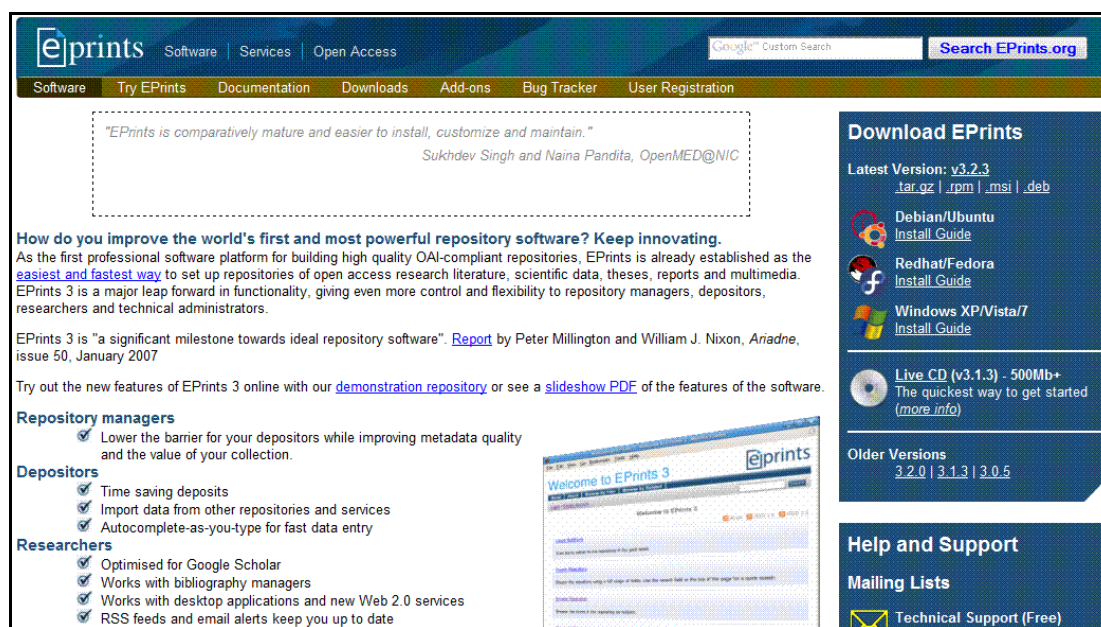 eprints Software | Services | Open Access
Google™ Custom Search
Search EPrints.org
Software Try EPrints Documentation Downloads Add-ons Bug Tracker User Registration
"EPrints is comparatively mature and easier to install, customize and maintain."
Sukhdev Singh and Naina Pandita, OpenMED@NIC
How do you improve the world's first and most powerful repository software? Keep innovating.
As the first professional software platform for building high quality OAI-compliant repositories, EPrints is already established as the
easiest and fastest way to set up repositories of open access research literature, scientific data, theses, reports and multimedia.
EPrints 3 is a major leap forward in functionality, giving even more control and flexibility to repository managers, depositors,
researchers and technical administrators.
EPrints 3 is "a significant milestone towards ideal repository software". Report by Peter Millington and William J. Nixon, Ariadne,
issue 50, January 2007
Try out the new features of EPrints 3 online with our demonstration repository or see a slideshow PDF of the features of the software.
Repository managers
Lower the barrier for your depositors while improving metadata quality
and the value of your collection.
Depositors
Time saving deposits
Import data from other repositories and services
Autocomplete-as-you-type for fast data entry
Researchers
Optimised for Google Scholar
Works with bibliography managers
Works with desktop applications and new Web 2.0 services
RSS feeds and email alerts keep you up to date
eprints
Welcome to EPrints 3
Welcome to EPrints 3
Download EPrints
Latest Version: v3.2.3
.tar.gz | .rpm | .msi | .deb
Debian/Ubuntu
Install Guide
Redhat/Fedora
Install Guide
Windows XP/Vista/7
Install Guide
Live CD (v3.1.3) - 500Mb+
The quickest way to get started
(more info)
Older Versions
3.2.0 | 3.1.3 | 3.0.5
Help and Support
Mailing Lists
Technical Support (Free)